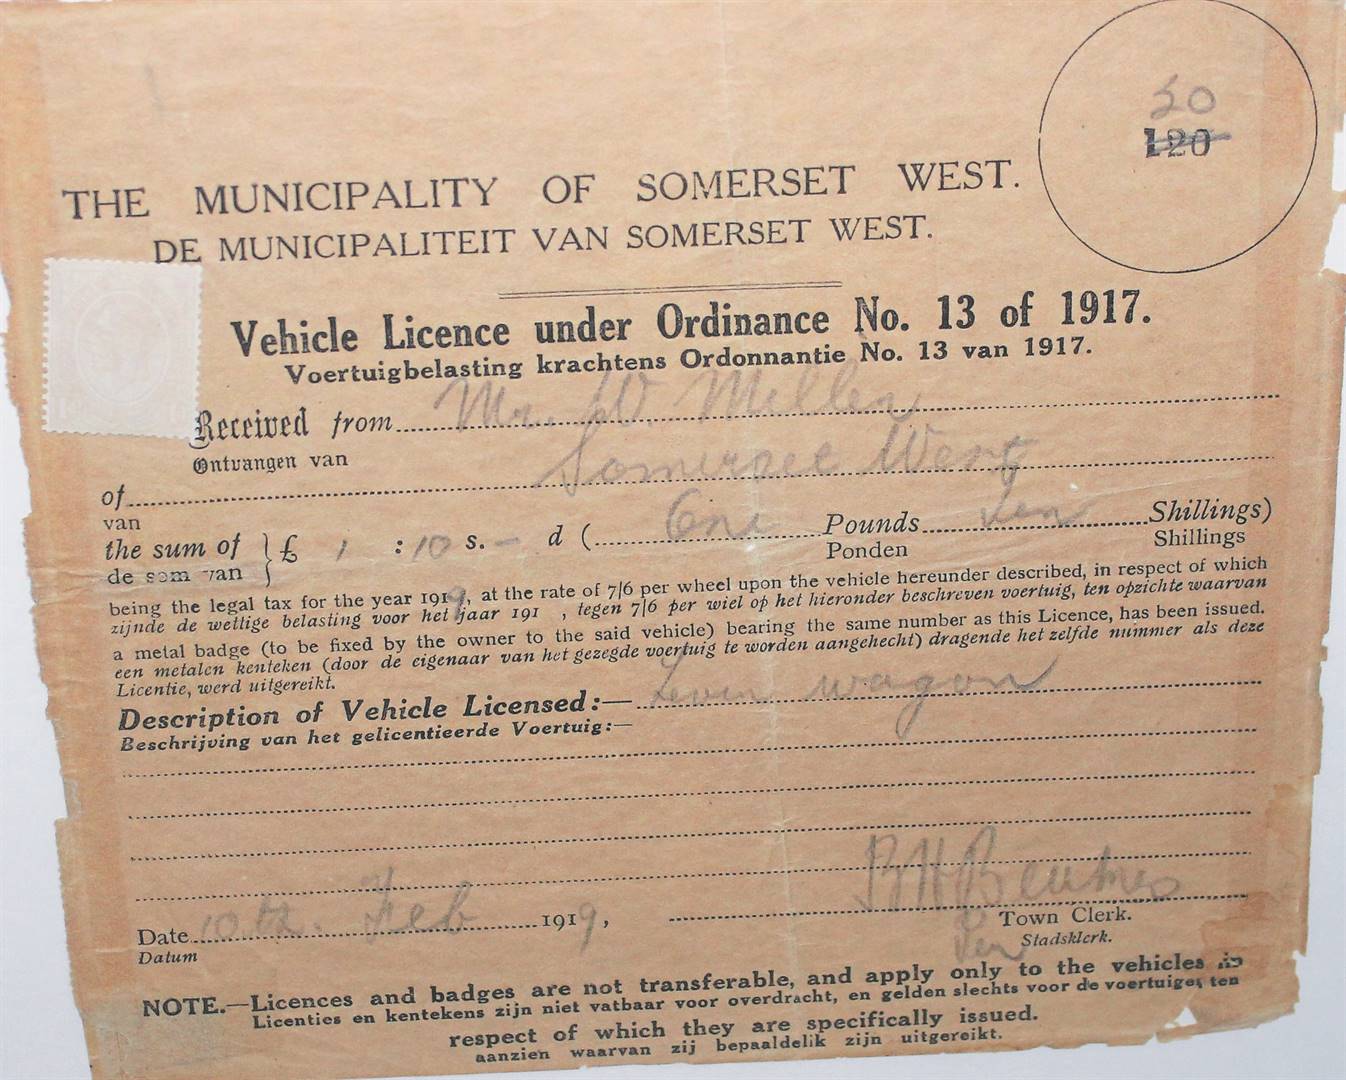 50
120
THE MUNICIPALITY OF SOMERSET WEST.
DE MUNICIPALITEIT VAN SOMERSET WEST.
Vehicle Licence under Ordinance No. 13 of 1917.
Voertuigbelasting krachtens Ordonnantie No. 13 van 1917.
Received from Mr. W. Miller
Ontvangen van
of Somerset West
van
the sum of } £ 1 : 10 s. - d ( One Pounds Ten Shillings)
de som van Ponden Shillings
being the legal tax for the year 1919, at the rate of 7/6 per wheel upon the vehicle hereunder described, in respect of which
zijnde de wettige belasting voor het jaar 191 , tegen 7/6 per wiel op het hieronder beschreven voertuig, ten opzichte waarvan
a metal badge (to be fixed by the owner to the said vehicle) bearing the same number as this Licence, has been issued.
een metalen kenteken (door de eigenaar van het gezegde voertuig te worden aangehecht) dragende het zelfde nummer als deze
Licentie, werd uitgereikt.
Description of Vehicle Licensed:— wagon
Beschrijving van het gelicentieerde Voertuig:—
Date 10th. Feb 1919,
Datum
Town Clerk.
Stadsklerk.
NOTE.—Licences and badges are not transferable, and apply only to the vehicles in
Licenties en kentekens zijn niet vatbaar voor overdracht, en gelden slechts voor de voertuigen ten
respect of which they are specifically issued.
aanzien waarvan zij bepaaldelik zijn uitgereikt.